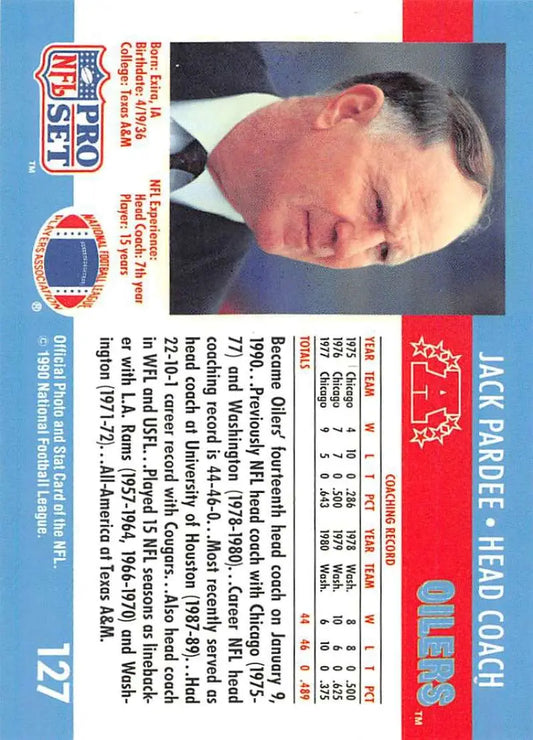 JACK PARDEE • HEAD COACH
A
OILERS™
COACHING RECORD
YEAR TEAM W L T PCT YEAR TEAM W L T PCT
1975 Chicago 4 10 0 .286 1978 Wash. 8 8 0 .500
1976 Chicago 7 7 0 .500 1979 Wash. 10 6 0 .625
1977 Chicago 9 5 0 .643 1980 Wash. 6 10 0 .375
TOTALS 44 46 0 .489
Became Oilers' fourteenth head coach on January 9,
1990...Previously NFL head coach with Chicago (1975-
77) and Washington (1978-1980)...Career NFL head
coaching record is 44-46-0...Most recently served as
head coach at University of Houston (1987-89)...Had
22-10-1 career record with Cougars...Also head coach
in WFL and USFL...Played 15 NFL seasons as lineback-
er with L.A. Rams (1957-1964, 1966-1970) and Wash-
ington (1971-72)...All-America at Texas A&M.
Born: Exira, IA
Birthdate: 4/19/36
College: Texas A&M
NFL Experience:
Head Coach: 7th year
Player: 15 years
PRO
NFL
SET
™
NATIONAL FOOTBALL LEAGUE
PLAYERS ASSOCIATION
®
Official Photo and Stat Card of the NFL.
© 1990 National Football League.
127